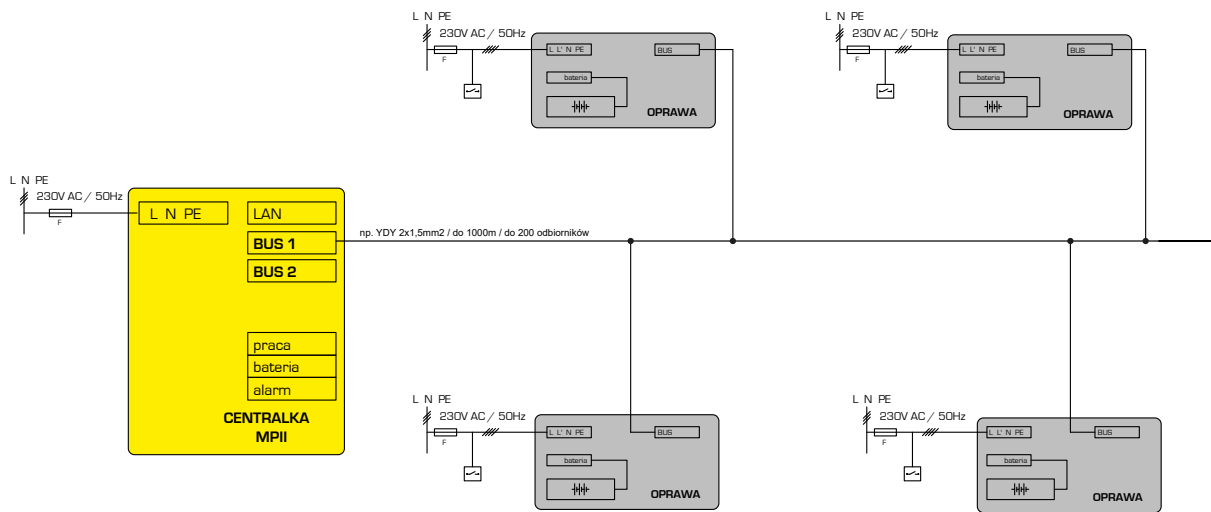 L N PE
230V AC / 50Hz
F
L L' N PE
BUS
bateria
OPRAWA
L N PE
230V AC / 50Hz
F
L L' N PE
BUS
bateria
OPRAWA
L N PE
230V AC / 50Hz
F
L N PE
LAN
BUS 1
BUS 2
praca
bateria
alarm
CENTRALKA
MPII
np. YDY 2x1,5mm2 / do 1000m / do 200 odbiorników
L N PE
230V AC / 50Hz
F
L L' N PE
BUS
bateria
OPRAWA
L N PE
230V AC / 50Hz
F
L L' N PE
BUS
bateria
OPRAWA